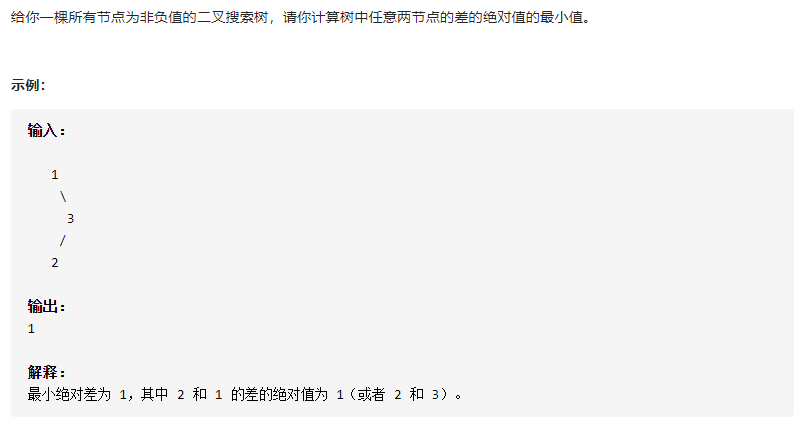 给你一棵所有节点为非负值的二叉搜索树，请你计算树中任意两节点的差的绝对值的最小值。
示例：
输入：
1
\
3
/
2
输出：
1
解释：
最小绝对差为 1，其中 2 和 1 的差的绝对值为 1（或者 2 和 3）。